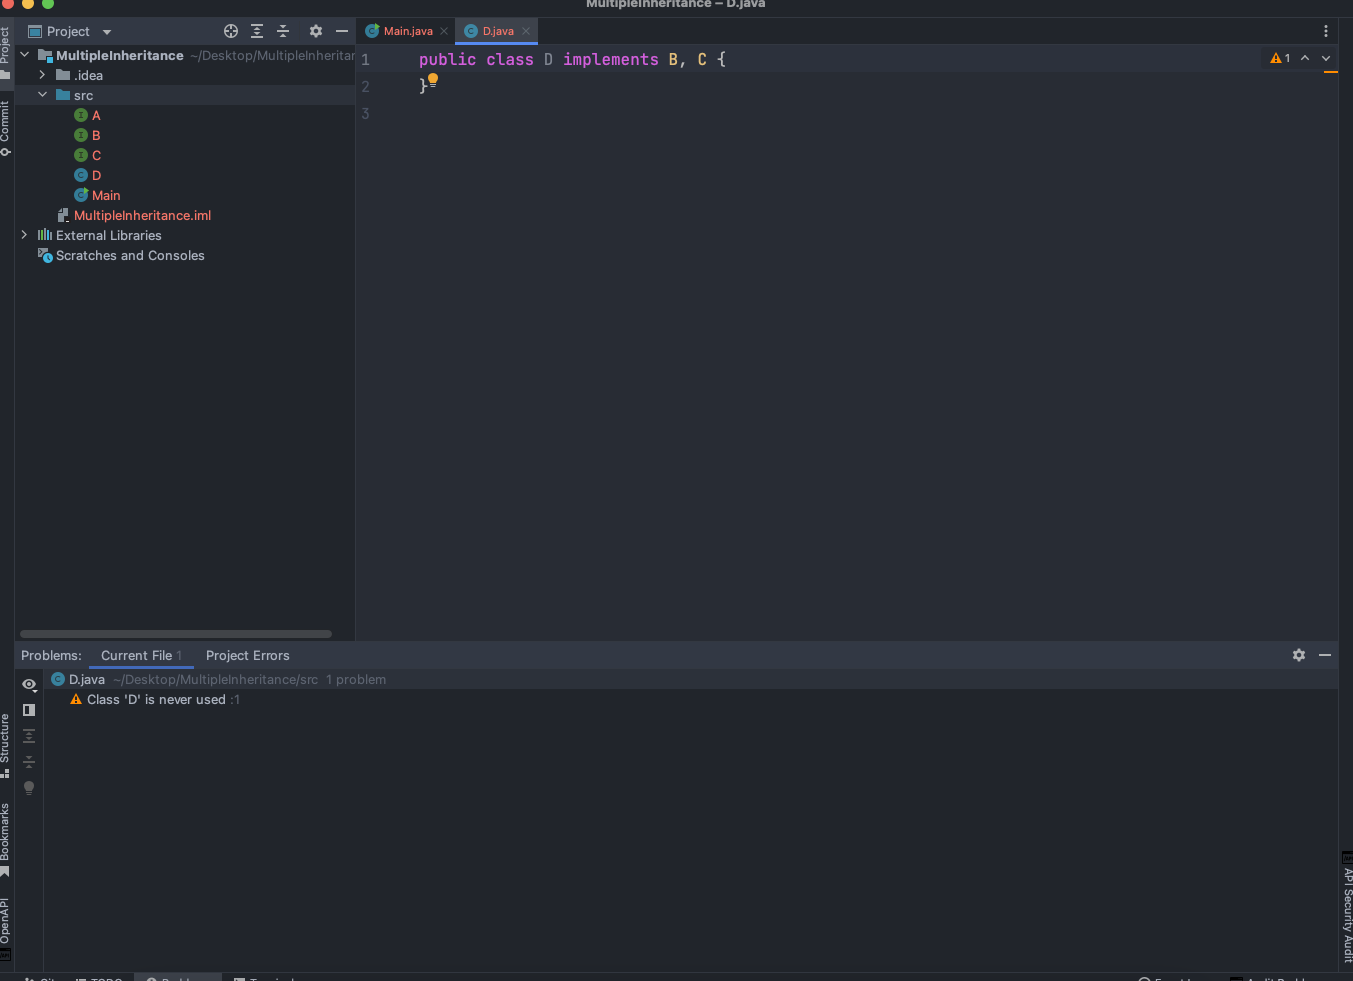 MultipleInheritance – D.java
Project
Main.java
D.java
Project
Commit
MultipleInheritance ~/Desktop/MultipleInheritan
.idea
src
A
B
C
D
Main
MultipleInheritance.iml
External Libraries
Scratches and Consoles
1 public class D implements B, C {
2 }
3
1
Problems: Current File 1 Project Errors
D.java ~/Desktop/MultipleInheritance/src 1 problem
Class 'D' is never used :1
Structure
Bookmarks
OpenAPI
API Security Audit